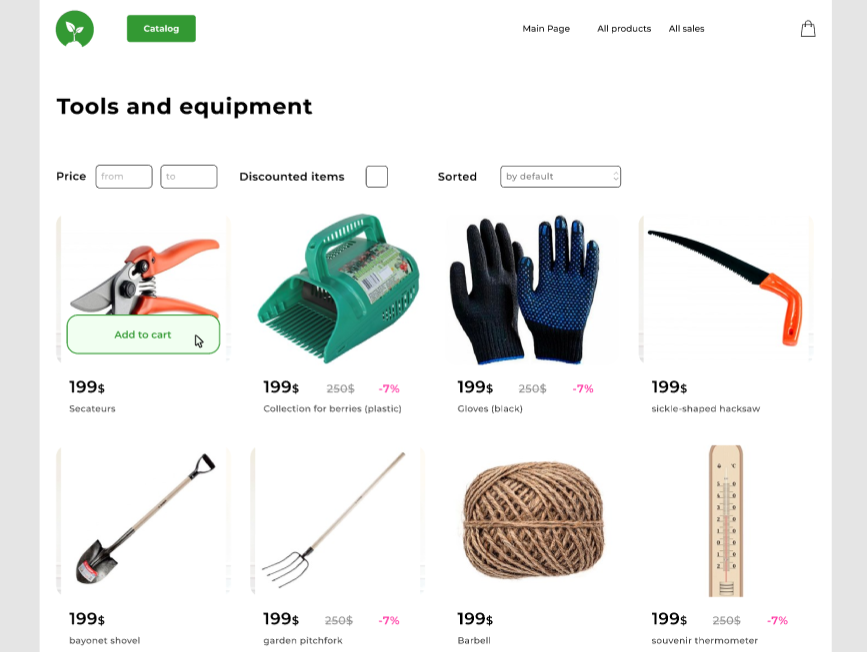 Catalog
Main Page
All products
All sales
Tools and equipment
Price
from
to
Discounted items
Sorted
by default
Add to cart
199$
250$
-7%
199$
250$
-7%
199$
199$
Secateurs
Collection for berries (plastic)
Gloves (black)
sickle-shaped hacksaw
199$
199$
250$
-7%
199$
199$
250$
-7%
bayonet shovel
garden pitchfork
Barbell
souvenir thermometer